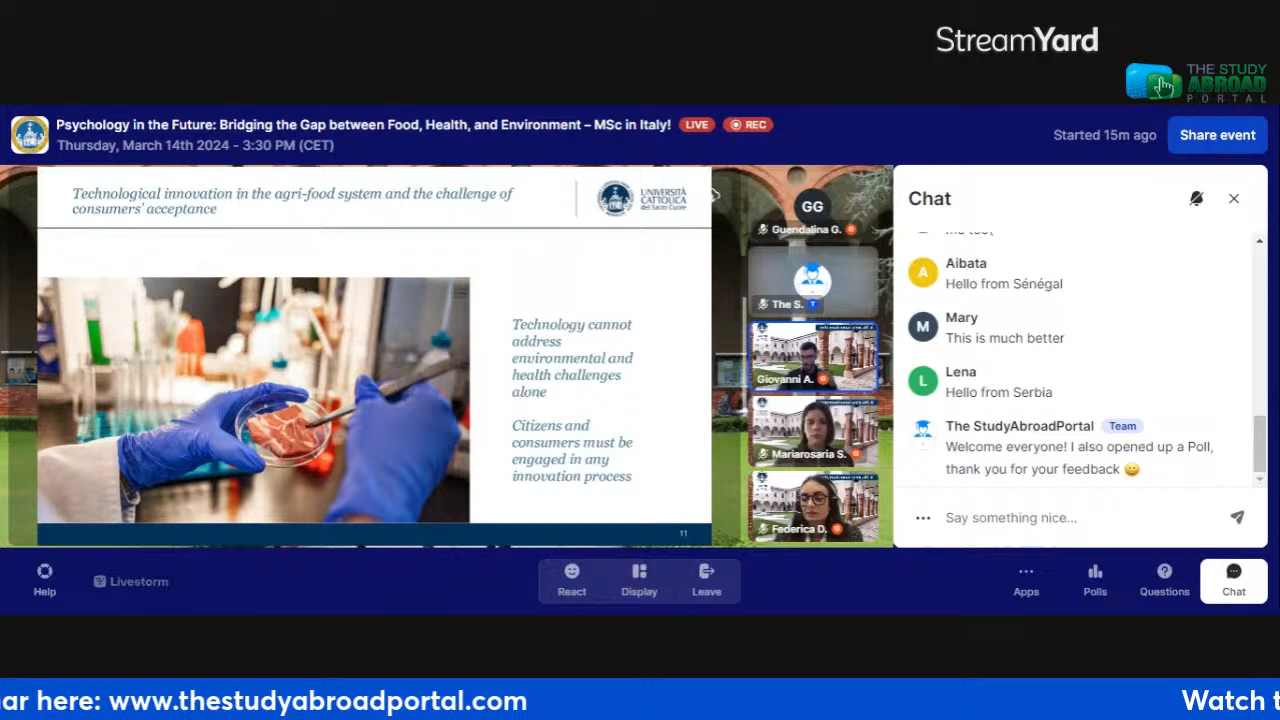 StreamYard
THE STUDY
ABROAD
PORTAL
Psychology in the Future: Bridging the Gap between Food, Health, and Environment – MSc in Italy!
LIVE
REC
Thursday, March 14th 2024 - 3:30 PM (CET)
Started 15m ago
Share event
Technological innovation in the agri-food system and the challenge of
consumers' acceptance
UNIVERSITÀ
CATTOLICA
del Sacro Cuore
Technology cannot
address
environmental and
health challenges
alone
Citizens and
consumers must be
engaged in any
innovation process
11
GG
Guendalina G.
The S.
T
Giovanni A.
Mariarosaria S.
Federica D.
Chat
A
Aibata
Hello from Sénégal
M
Mary
This is much better
L
Lena
Hello from Serbia
The StudyAbroadPortal
Team
Welcome everyone! I also opened up a Poll,
thank you for your feedback 😀
Say something nice...
Help
Livestorm
React
Display
Leave
Apps
Polls
Questions
Chat
ar here: www.thestudyabroadportal.com
Watch t